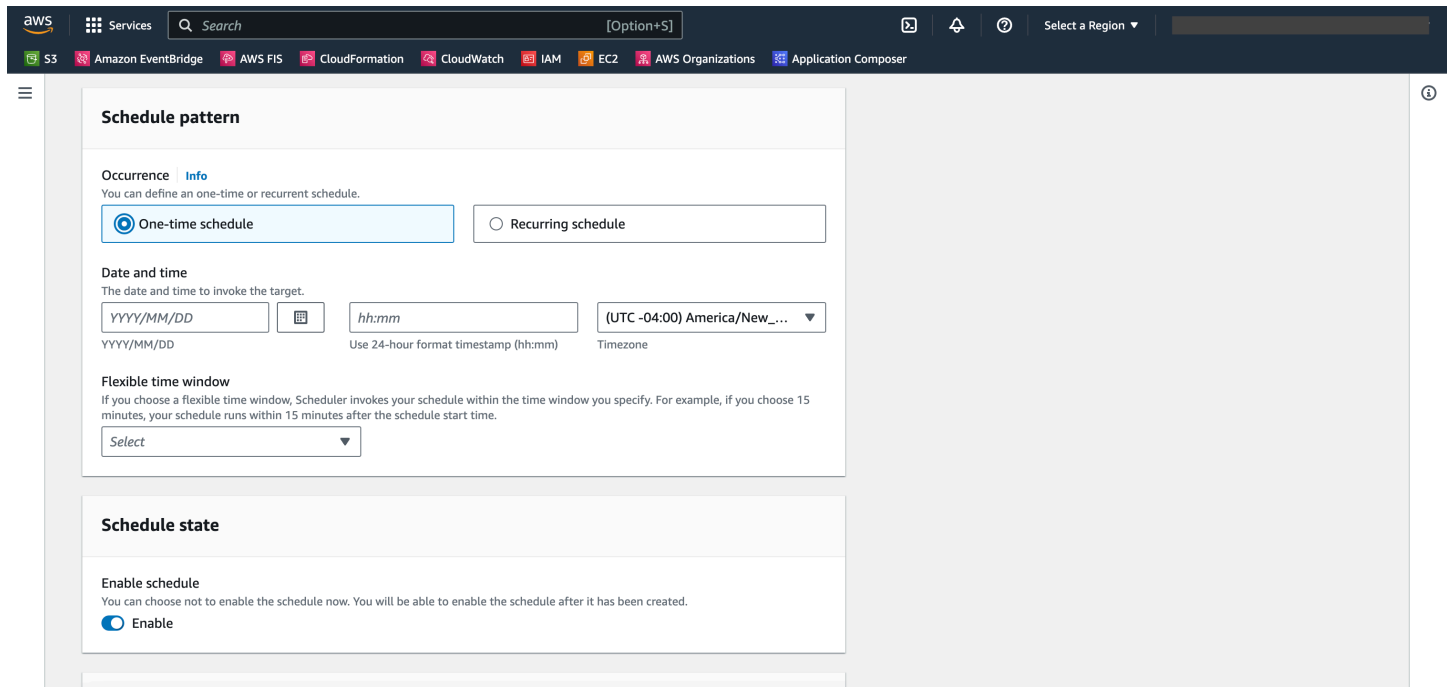 aws Services Search [Option+S] Select a Region
S3 Amazon EventBridge AWS FIS CloudFormation CloudWatch IAM EC2 AWS Organizations Application Composer
Schedule pattern
Occurrence Info
You can define an one-time or recurrent schedule.
One-time schedule Recurring schedule
Date and time
The date and time to invoke the target.
YYYY/MM/DD hh:mm (UTC -04:00) America/New_...
YYYY/MM/DD Use 24-hour format timestamp (hh:mm) Timezone
Flexible time window
If you choose a flexible time window, Scheduler invokes your schedule within the time window you specify. For example, if you choose 15
minutes, your schedule runs within 15 minutes after the schedule start time.
Select
Schedule state
Enable schedule
You can choose not to enable the schedule now. You will be able to enable the schedule after it has been created.
Enable